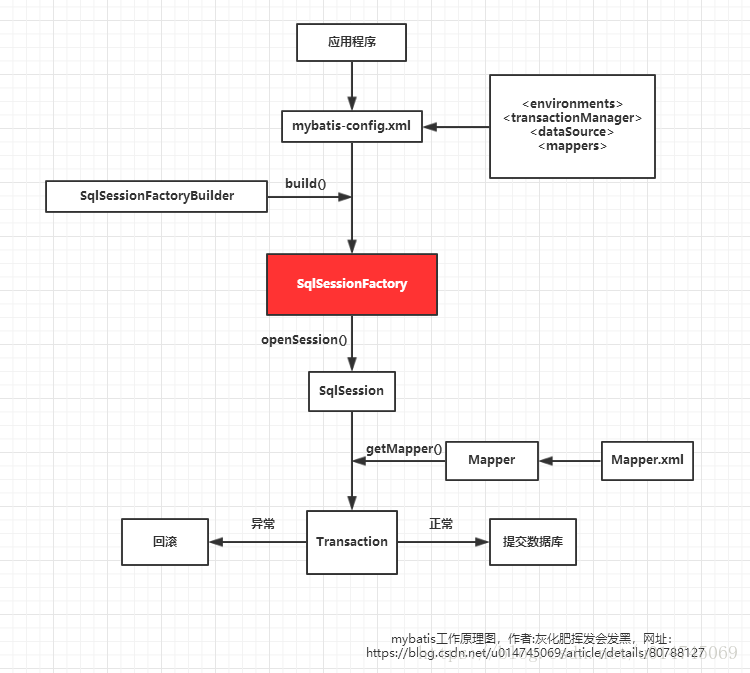 应用程序
<environments>
<transactionManager>
<dataSource>
<mappers>
mybatis-config.xml
SqlSessionFactoryBuilder
build()
SqlSessionFactory
openSession()
SqlSession
getMapper()
Mapper
Mapper.xml
异常
正常
回滚
Transaction
提交数据库
mybatis工作原理图，作者:灰化肥挥发会发黑，网址：
https://blog.csdn.net/u014745069/article/details/80788127